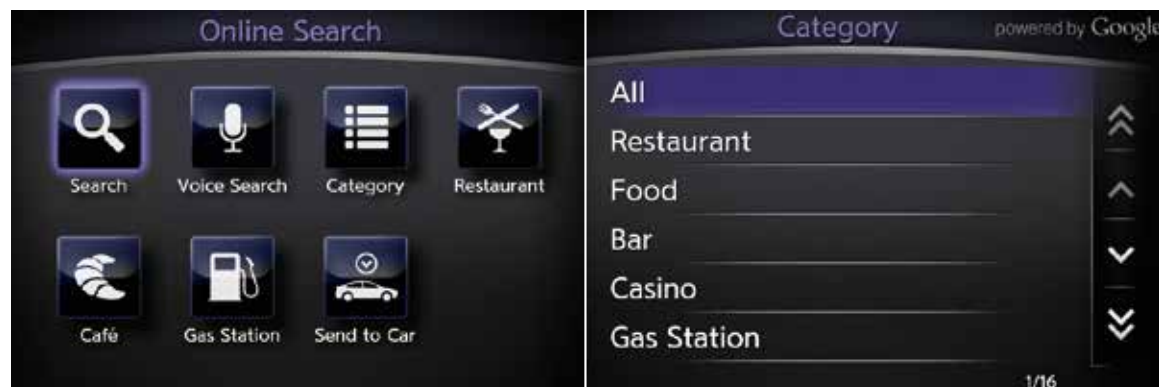 Online Search
Search
Voice Search
Category
Restaurant
Café
Gas Station
Send to Car
Category
powered by Google
All
Restaurant
Food
Bar
Casino
Gas Station
1/16